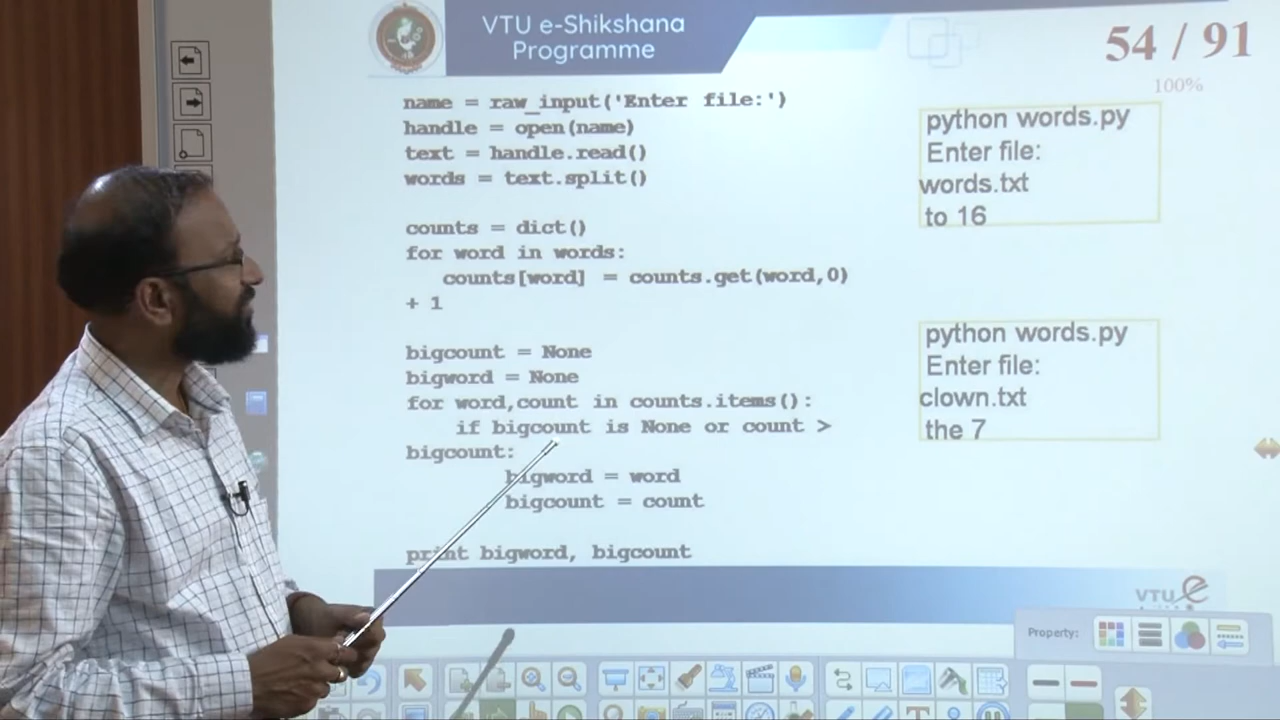 VTU e-Shikshana
Programme
54 / 91
100%
name = raw_input('Enter file:')
handle = open(name)
text = handle.read()
words = text.split()
counts = dict()
for word in words:
counts[word] = counts.get(word,0)
+ 1
bigcount = None
bigword = None
for word,count in counts.items():
if bigcount is None or count >
bigcount:
bigword = word
bigcount = count
print bigword, bigcount
python words.py
Enter file:
words.txt
to 16
python words.py
Enter file:
clown.txt
the 7
VTU e
Property: